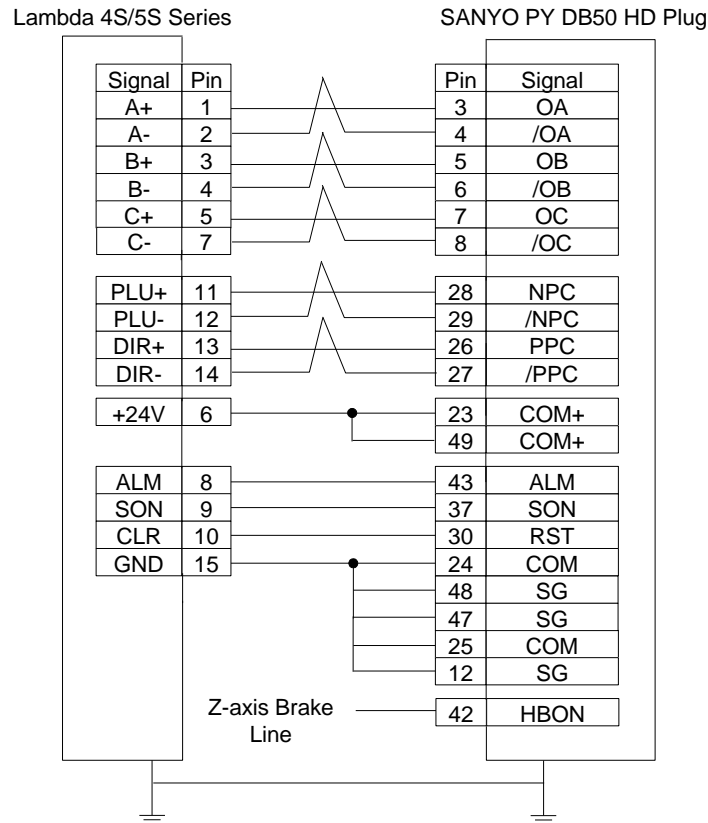 Lambda 4S/5S Series SANYO PY DB50 HD Plug
Signal Pin Pin Signal
A+ 1 3 OA
A- 2 4 /OA
B+ 3 5 OB
B- 4 6 /OB
C+ 5 7 OC
C- 7 8 /OC
PLU+ 11 28 NPC
PLU- 12 29 /NPC
DIR+ 13 26 PPC
DIR- 14 27 /PPC
+24V 6 23 COM+
49 COM+
ALM 8 43 ALM
SON 9 37 SON
CLR 10 30 RST
GND 15 24 COM
48 SG
47 SG
25 COM
12 SG
Z-axis Brake
Line
42 HBON